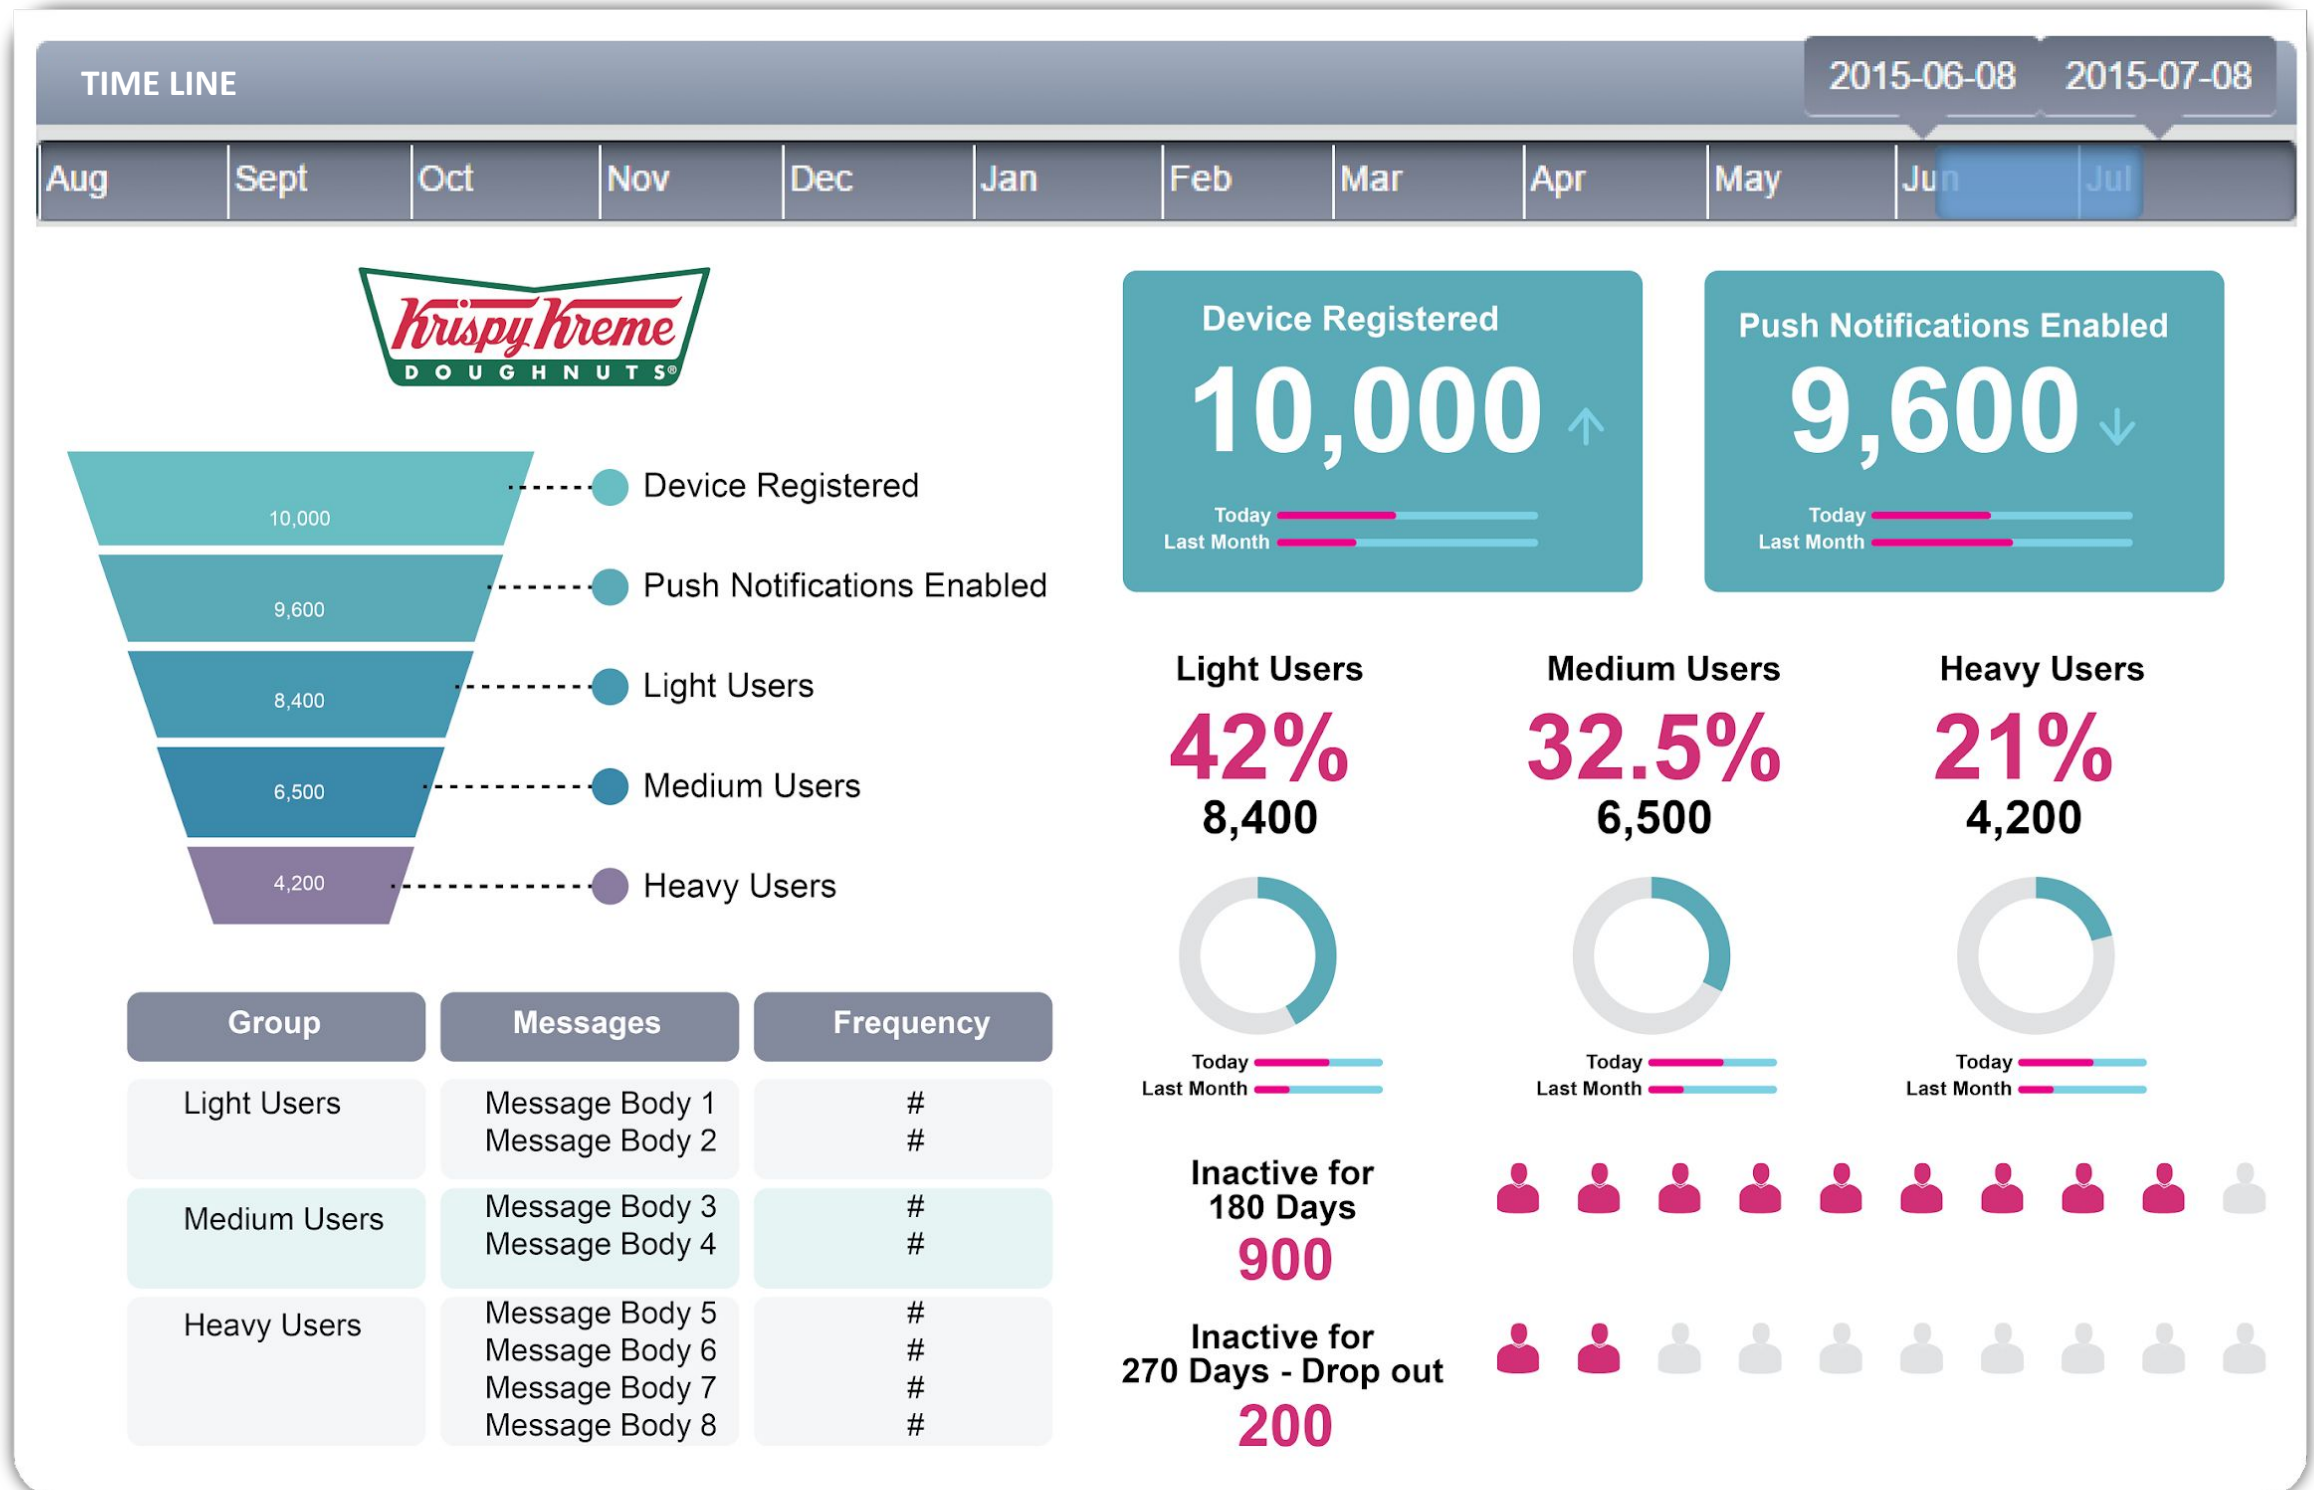 TIME LINE
2015-06-08
2015-07-08
Aug
Sept
Oct
Nov
Dec
Jan
Feb
Mar
Apr
May
Jun
Jul
Krispy Kreme
DOUGHNUTS®
10,000
9,600
8,400
6,500
4,200
Device Registered
Push Notifications Enabled
Light Users
Medium Users
Heavy Users
Device Registered
10,000
Today
Last Month
Push Notifications Enabled
9,600
Today
Last Month
Light Users
42%
8,400
Today
Last Month
Medium Users
32.5%
6,500
Today
Last Month
Heavy Users
21%
4,200
Today
Last Month
Group
Messages
Frequency
Light Users
Message Body 1
#
Message Body 2
#
Medium Users
Message Body 3
#
Message Body 4
#
Heavy Users
Message Body 5
#
Message Body 6
#
Message Body 7
#
Message Body 8
#
Inactive for
180 Days
900
Inactive for
270 Days - Drop out
200